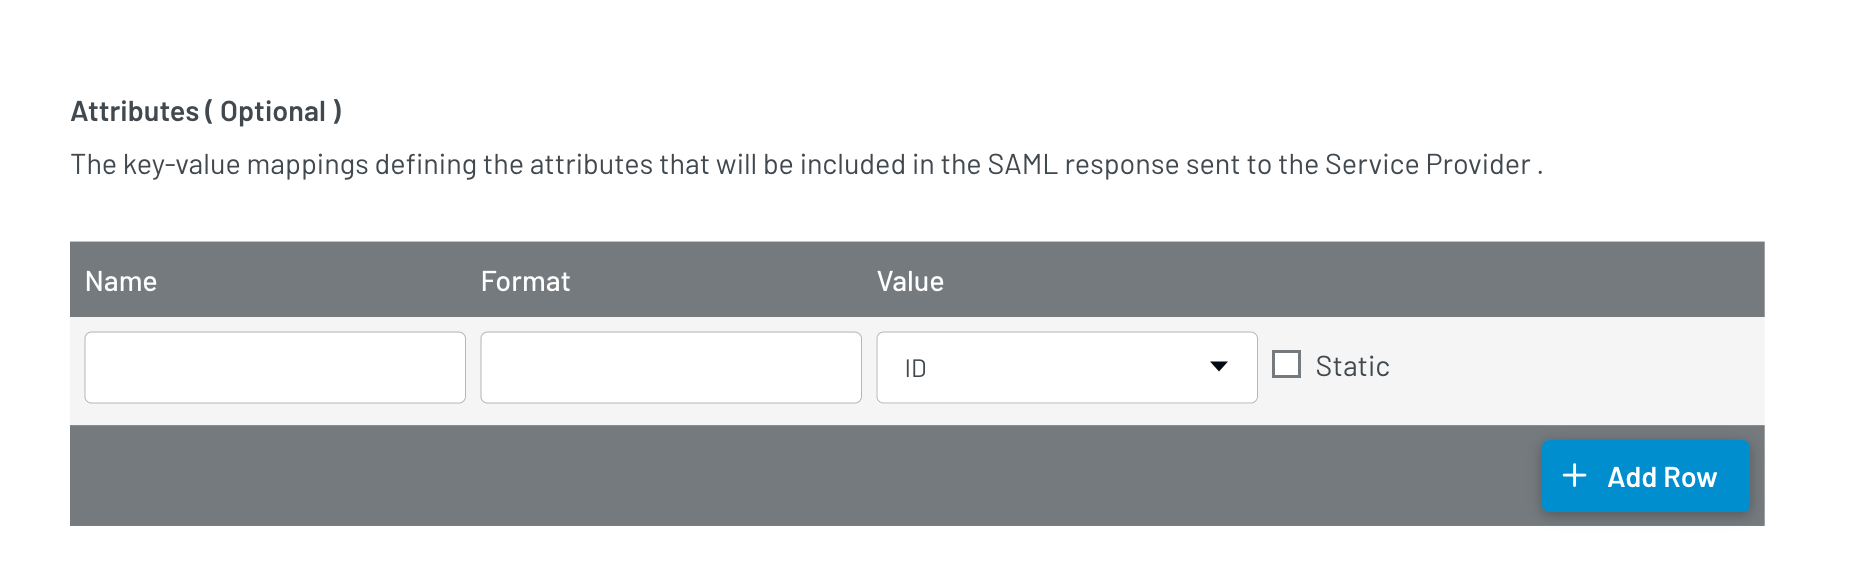 Attributes ( Optional )
The key-value mappings defining the attributes that will be included in the SAML response sent to the Service Provider .
Name Format Value
ID Static
+ Add Row